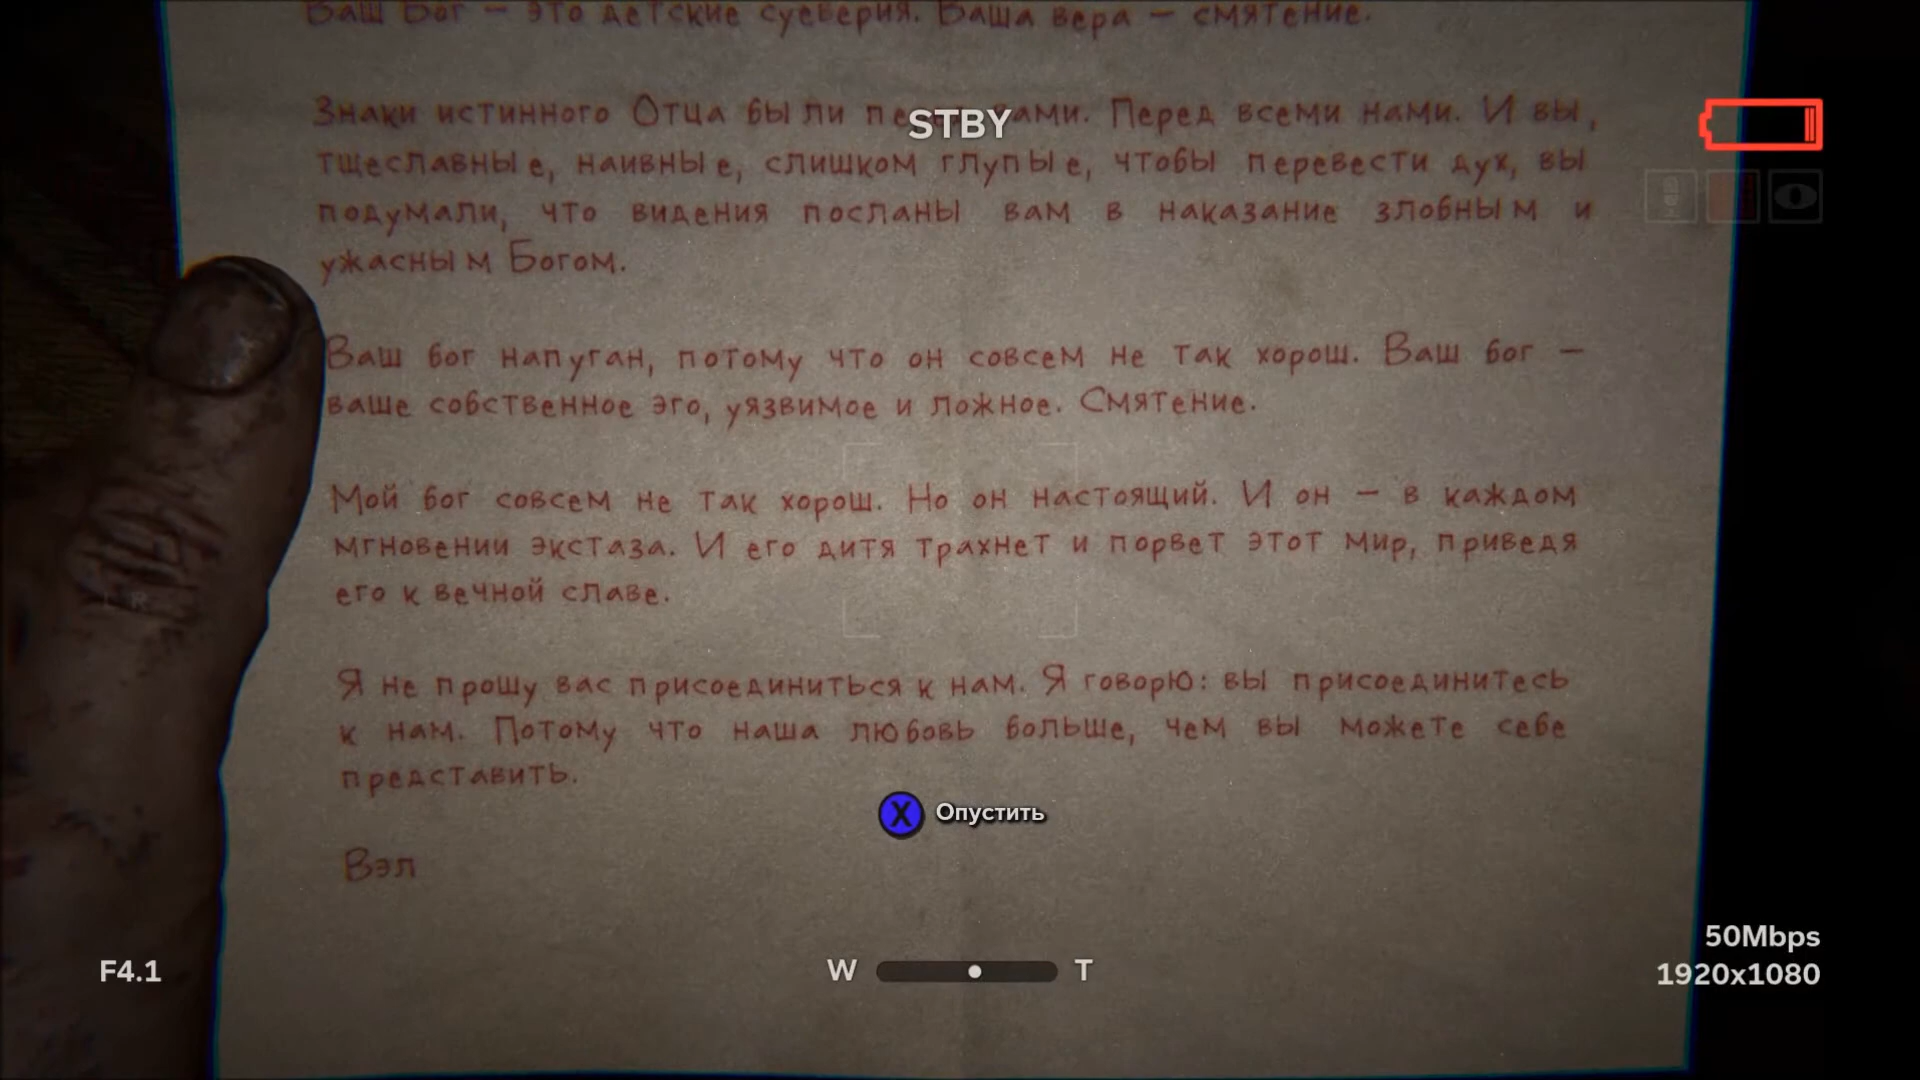 Ваш Бог — это детские суеверия. Ваша вера — смятение.
Знаки истинного Отца были вами. Перед всеми нами. И вы,
STBY
тщеславные, наивные, слишком глупые, чтобы перевести дух, вы
подумали, что видения посланы вам в наказание злобным и
ужасным Богом.
Ваш бог напуган, потому что он совсем не так хорош. Ваш бог —
ваше собственное эго, уязвимое и ложное. Смятение.
Мой бог совсем не так хорош. Но он настоящий. И он — в каждом
мгновении экстаза. И его дитя трахнет и порвет этот мир, приведя
его к вечной славе.
Я не прошу вас присоединиться к нам. Я говорю: вы присоединитесь
к нам. Потому что наша любовь больше, чем вы можете себе
представить.
X Опустить
Вэл
50Mbps
F4.1
W T
1920x1080